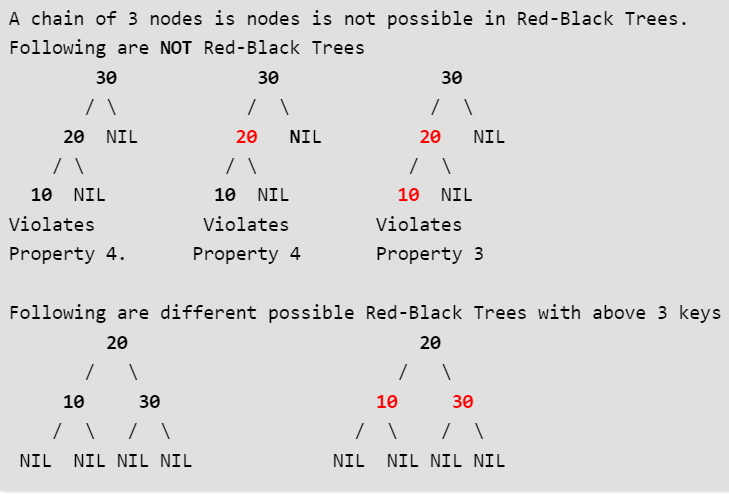 A chain of 3 nodes is nodes is not possible in Red-Black Trees.
Following are NOT Red-Black Trees
30 30 30
/ \ / \ / \
20 NIL 20 NIL 20 NIL
/ \ / \ / \
10 NIL 10 NIL 10 NIL
Violates Violates Violates
Property 4. Property 4 Property 3
Following are different possible Red-Black Trees with above 3 keys
20 20
/ \ / \
10 30 10 30
/ \ / \ / \ / \
NIL NIL NIL NIL NIL NIL NIL NIL